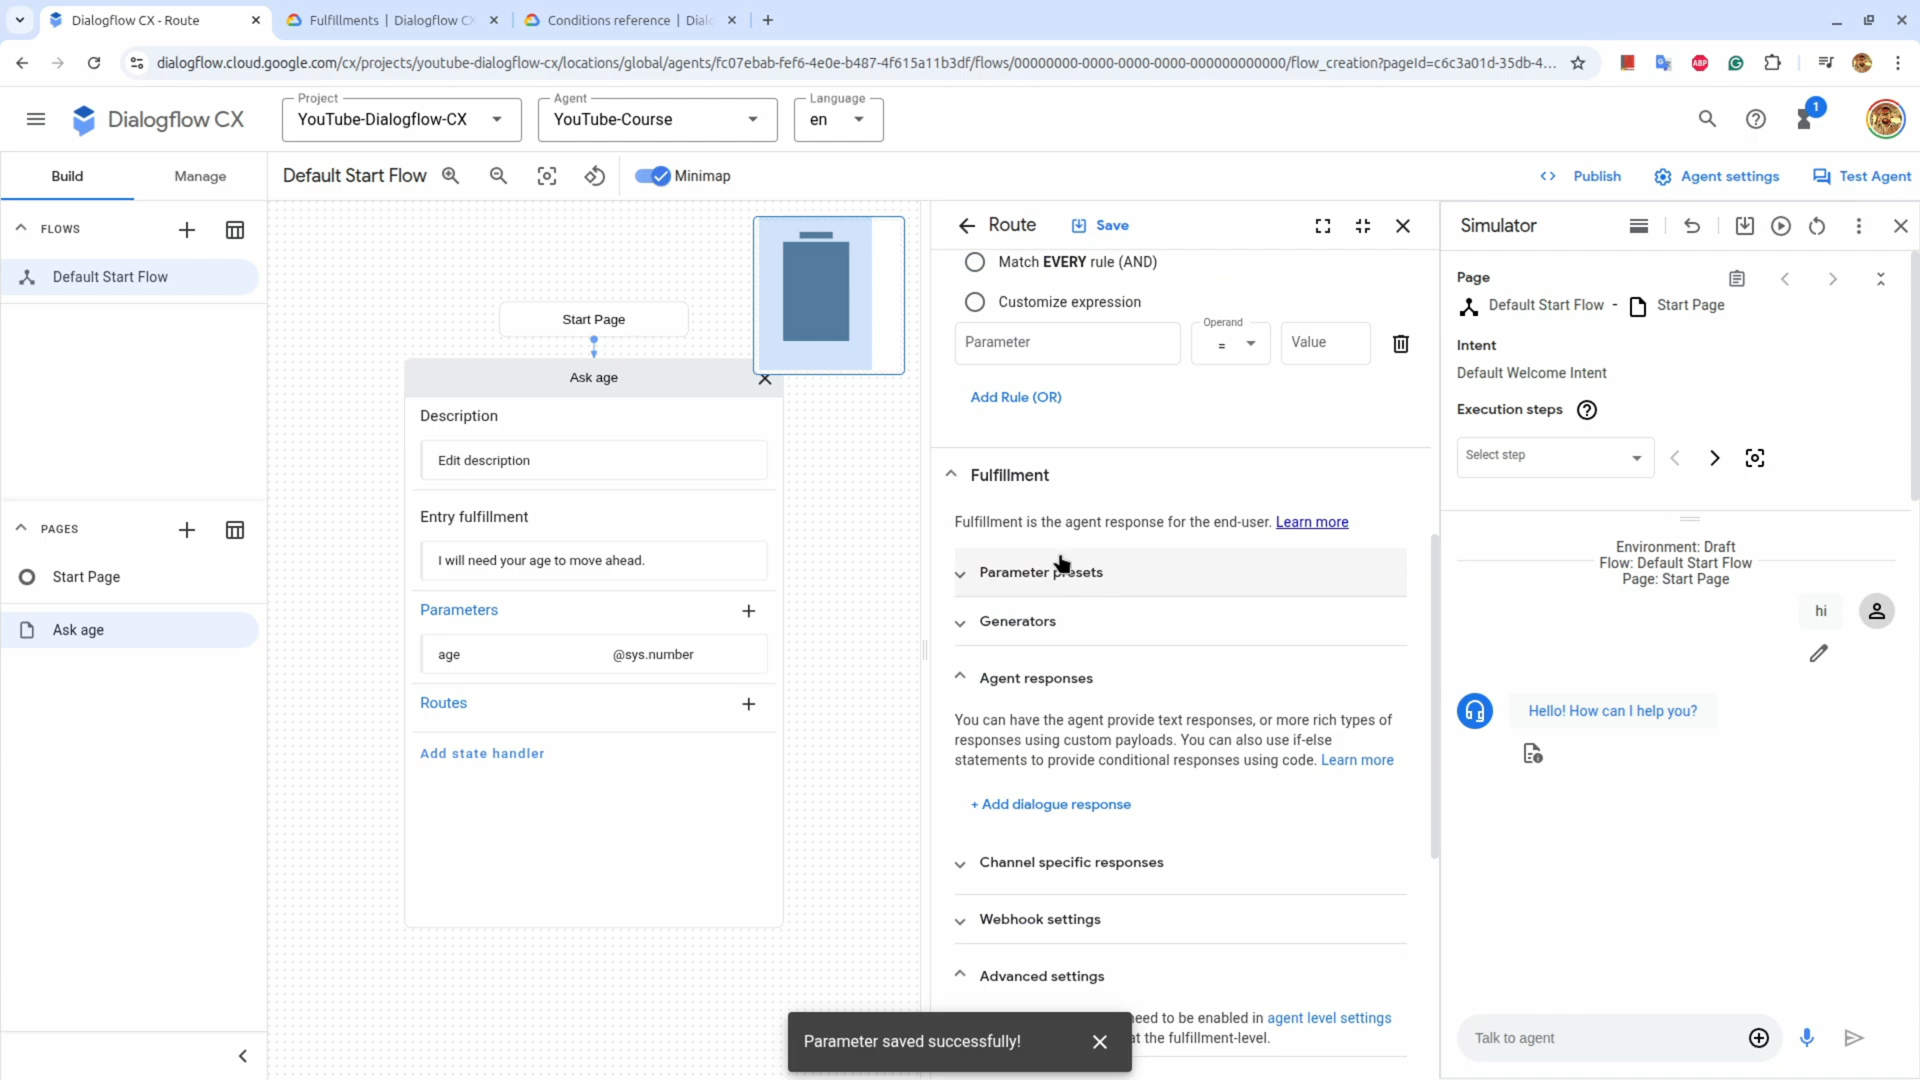 Dialogflow CX - Route
Fulfillments | Dialogflow CX
Conditions reference | Dialo
dialogflow.cloud.google.com/cx/projects/youtube-dialogflow-cx/locations/global/agents/fc07ebab-fef6-4e0e-b487-4f615a11b3df/flows/00000000-0000-0000-0000-000000000000/flow_creation?pageId=c6c3a01d-35db-4...
ABP
Dialogflow CX
Project
YouTube-Dialogflow-CX
Agent
YouTube-Course
Language
en
1
Build
Manage
Default Start Flow
Minimap
Publish
Agent settings
Test Agent
FLOWS
Default Start Flow
PAGES
Start Page
Ask age
Start Page
Ask age
Description
Edit description
Entry fulfillment
I will need your age to move ahead.
Parameters
age
@sys.number
Routes
Add state handler
Route
Save
Match EVERY rule (AND)
Customize expression
Parameter
Operand
=
Value
Add Rule (OR)
Fulfillment
Fulfillment is the agent response for the end-user. Learn more
Parameter presets
Generators
Agent responses
You can have the agent provide text responses, or more rich types of
responses using custom payloads. You can also use if-else
statements to provide conditional responses using code. Learn more
+ Add dialogue response
Channel specific responses
Webhook settings
Advanced settings
eed to be enabled in agent level settings
at the fulfillment-level.
Parameter saved successfully!
Simulator
Page
Default Start Flow - Start Page
Intent
Default Welcome Intent
Execution steps
Select step
Environment: Draft
Flow: Default Start Flow
Page: Start Page
hi
Hello! How can I help you?
Talk to agent